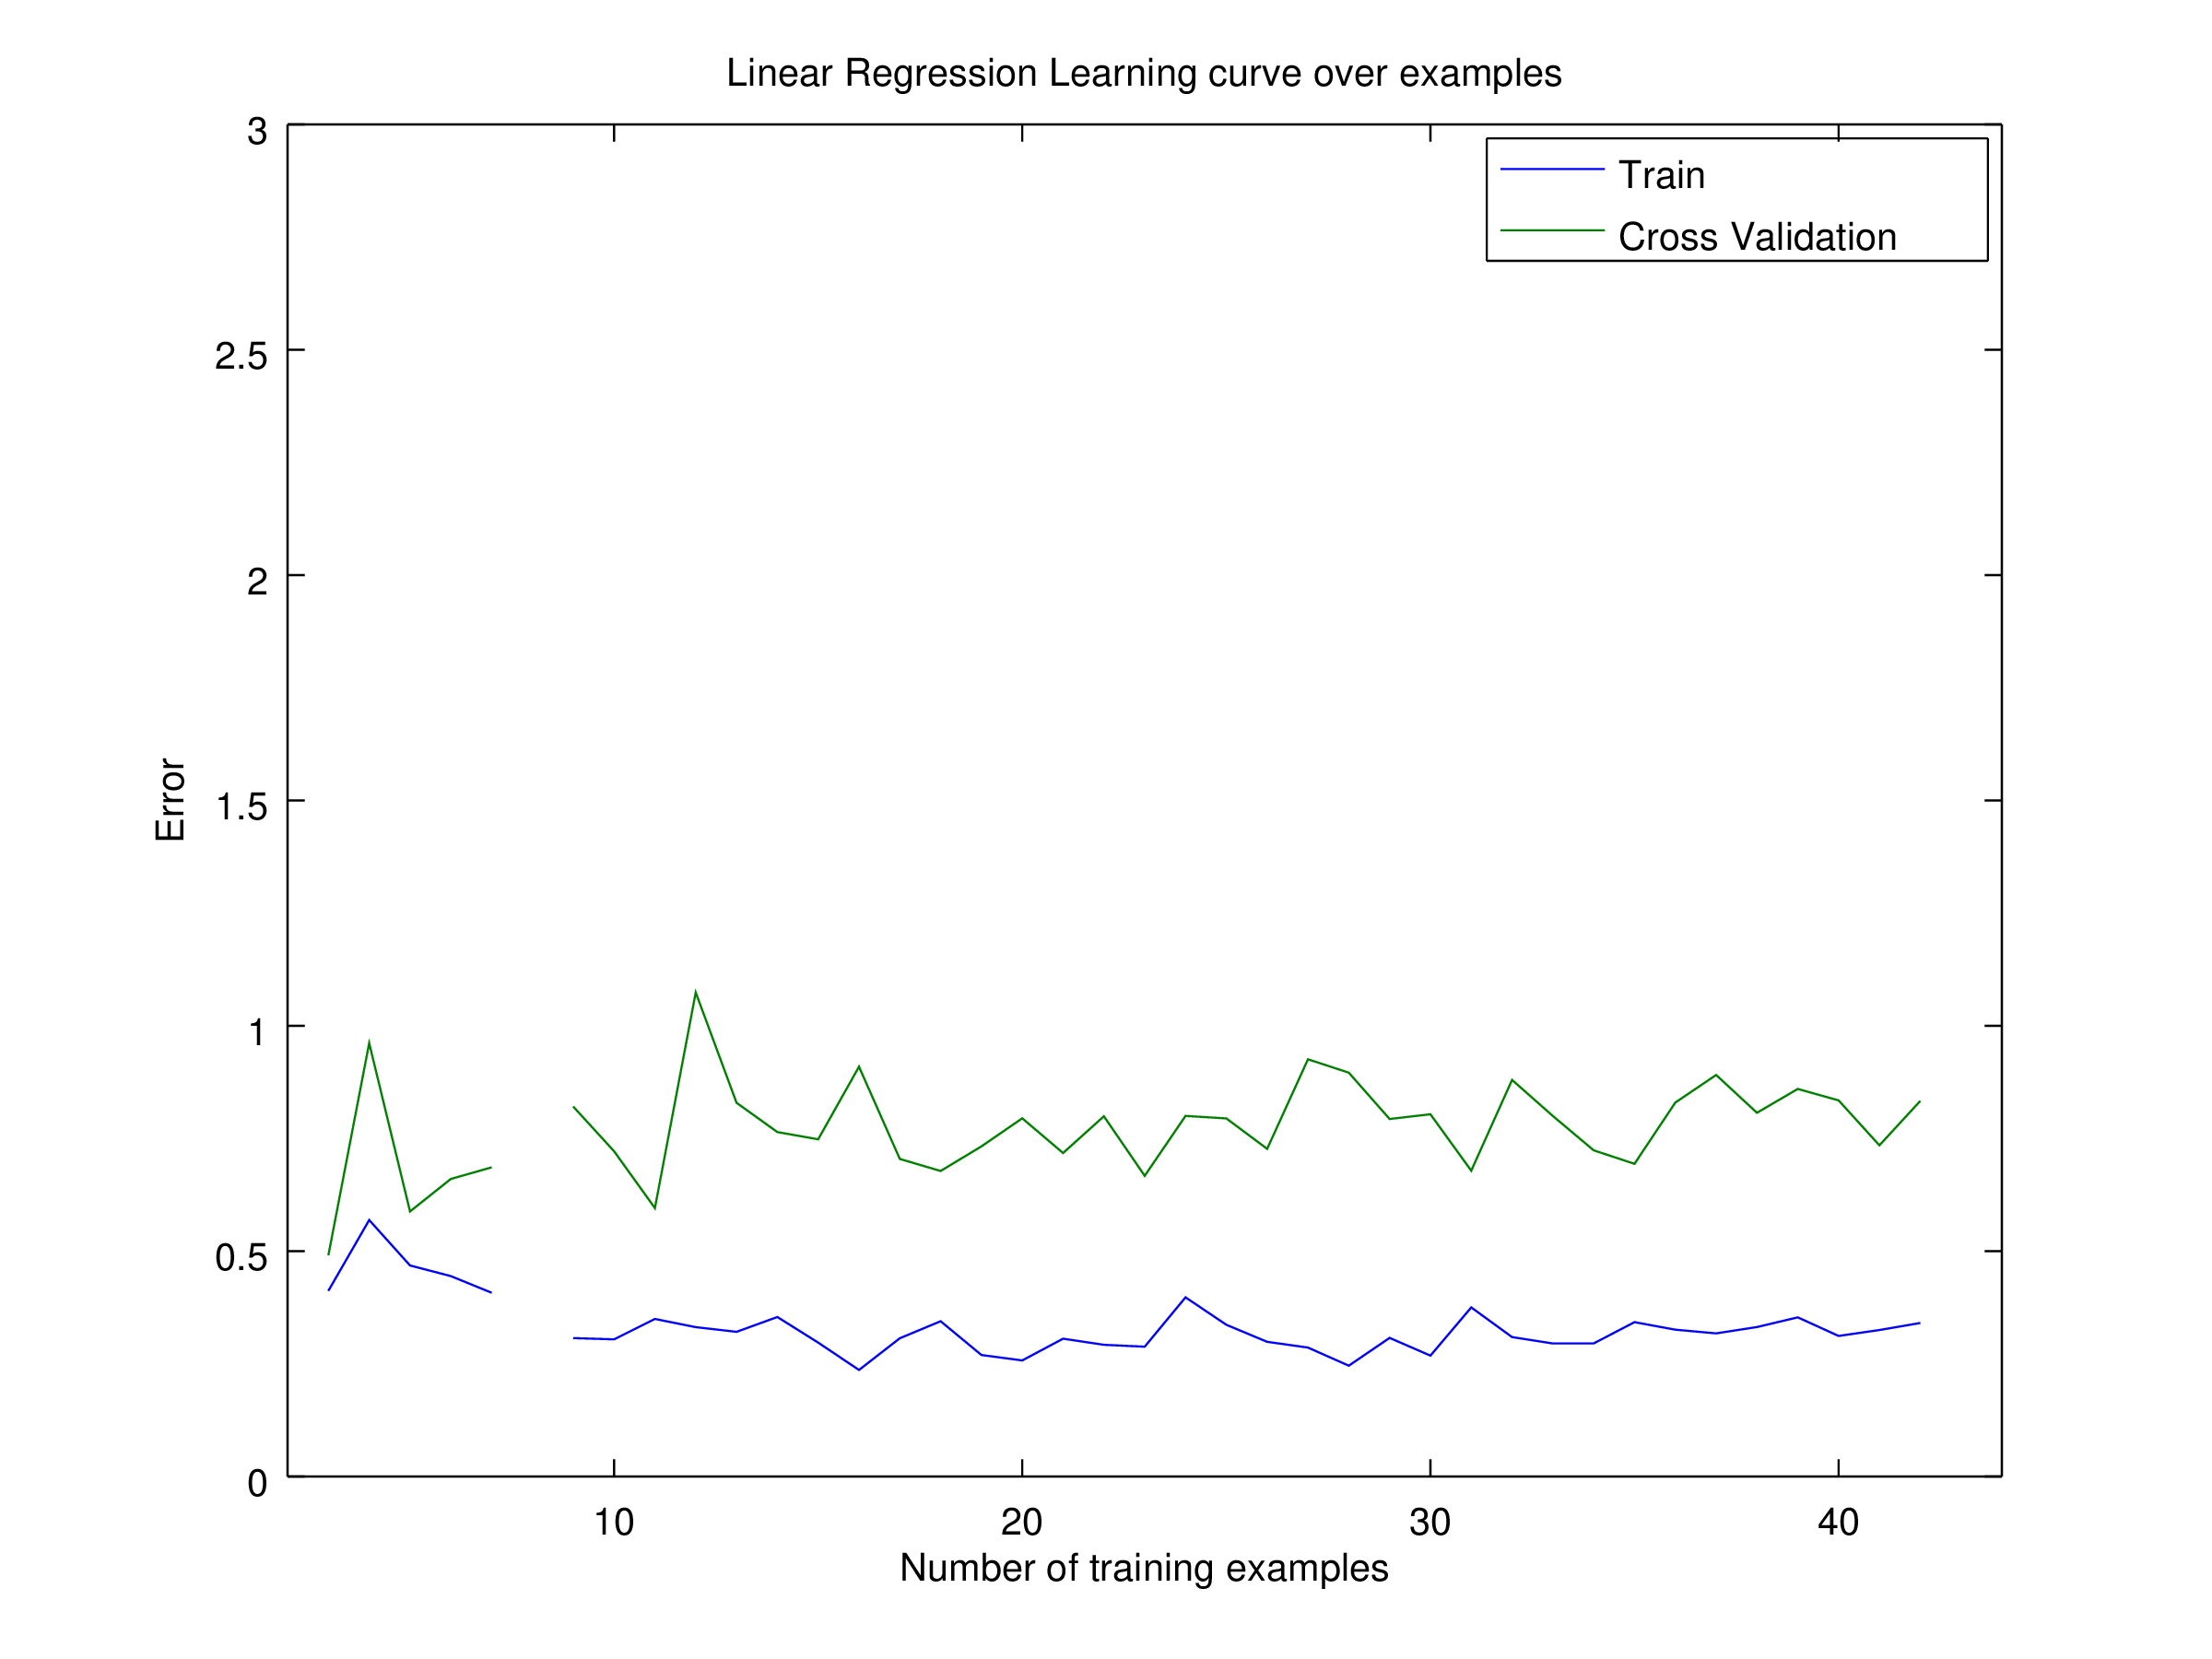 Linear Regression Learning curve over examples
3
Train
Cross Validation
2.5
2
1.5
Error
1
0.5
0
10 20 30 40
Number of training examples